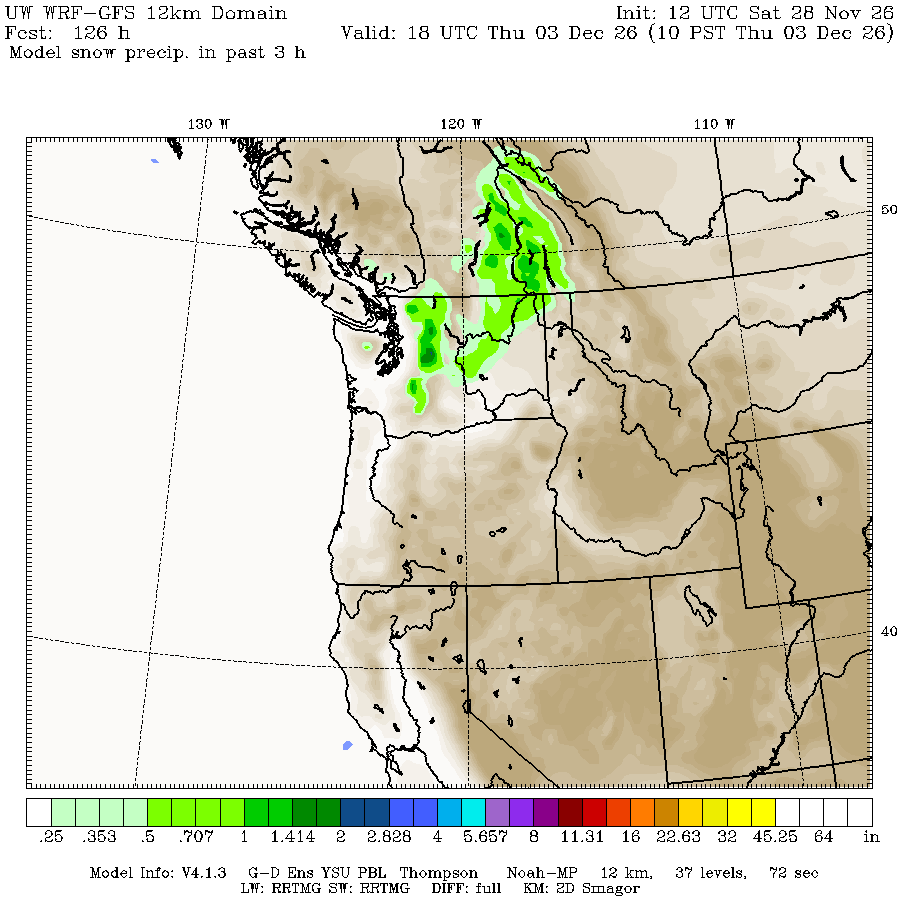 UW WRF-GFS 12km Domain Init: 12 UTC Sat 28 Nov 26
Fcst: 126 h Valid: 18 UTC Thu 03 Dec 26 (10 PST Thu 03 Dec 26)
Model snow precip. in past 3 h
130 W 120 W 110 W
50
40
.25 .353 .5 .707 1 1.414 2 2.828 4 5.657 8 11.31 16 22.63 32 45.25 64 in
Model Info: V4.1.3 G-D Ens YSU PBL Thompson Noah-MP 12 km, 37 levels, 72 sec
LW: RRTMG SW: RRTMG DIFF: full KM: 2D Smagor